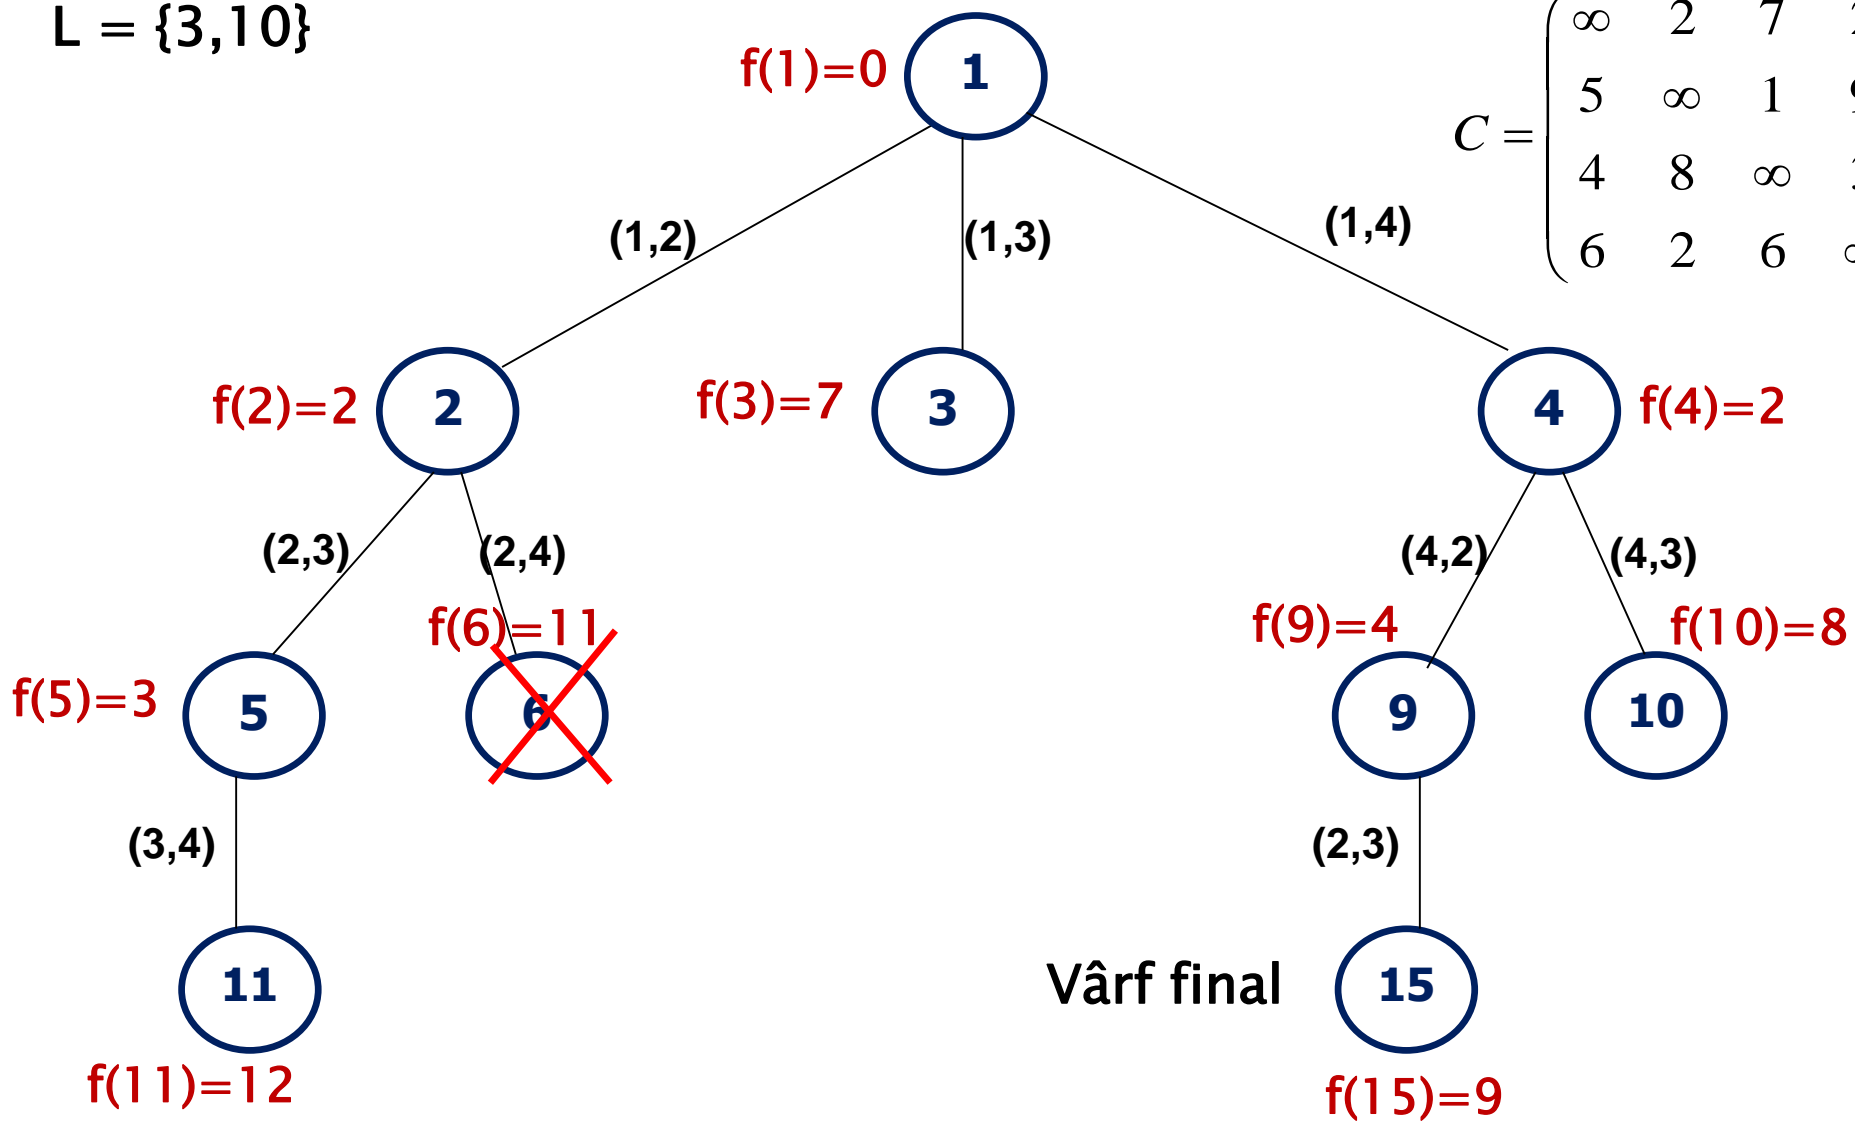 L = {3,10}
f(1)=0
1
C =
∞ 2 7
5 ∞ 1
4 8 ∞
6 2 6
(1,2)
(1,3)
(1,4)
f(2)=2
2
f(3)=7
3
4
f(4)=2
(2,3)
(2,4)
(4,2)
(4,3)
f(6)=11
f(9)=4
f(10)=8
f(5)=3
5
6
9
10
(3,4)
(2,3)
11
Vârf final
15
f(11)=12
f(15)=9